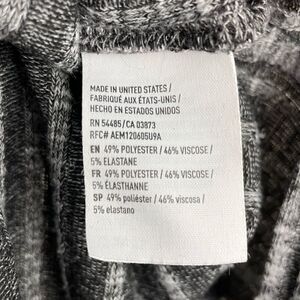 MADE IN UNITED STATES /
FABRIQUÉ AUX ÉTATS-UNIS /
HECHO EN ESTADOS UNIDOS
RN 54485/CA 03873
RFC# AEM120605U9A
EN 49% POLYESTER / 46% VISCOSE /
5% ELASTANE
FR 49% POLYESTER / 46% VISCOSE /
5% ÉLASTHANNE
SP 49% poliéster / 46% viscosa /
5% elastano